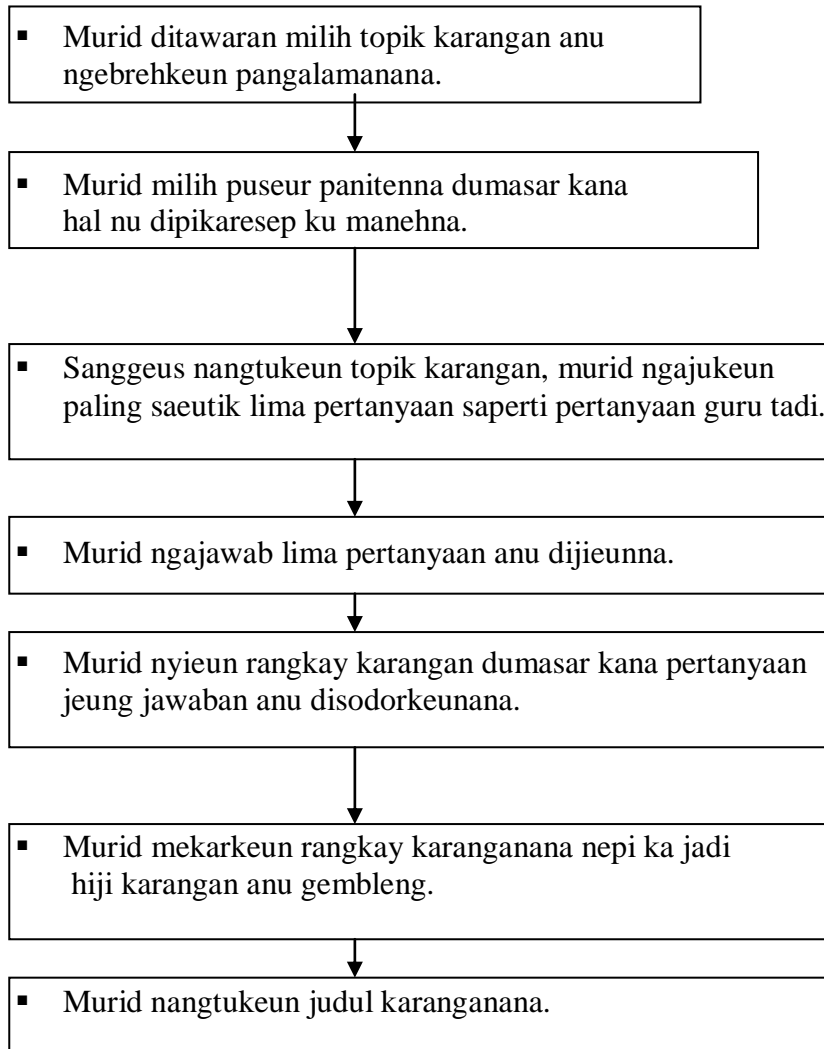 ▪ Murid ditawaran milih topik karangan anu
ngebrehkeun pangalamanana.
▪ Murid milih puseur panitenna dumasar kana
hal nu dipikaresep ku manehna.
▪ Sanggeus nangtukeun topik karangan, murid ngajukeun
paling saeutik lima pertanyaan saperti pertanyaan guru tadi.
▪ Murid ngajawab lima pertanyaan anu dijieunna.
▪ Murid nyieun rangkay karangan dumasar kana pertanyaan
jeung jawaban anu disodorkeunana.
▪ Murid mekarkeun rangkay karanganana nepi ka jadi
hiji karangan anu gembleng.
▪ Murid nangtukeun judul karanganana.